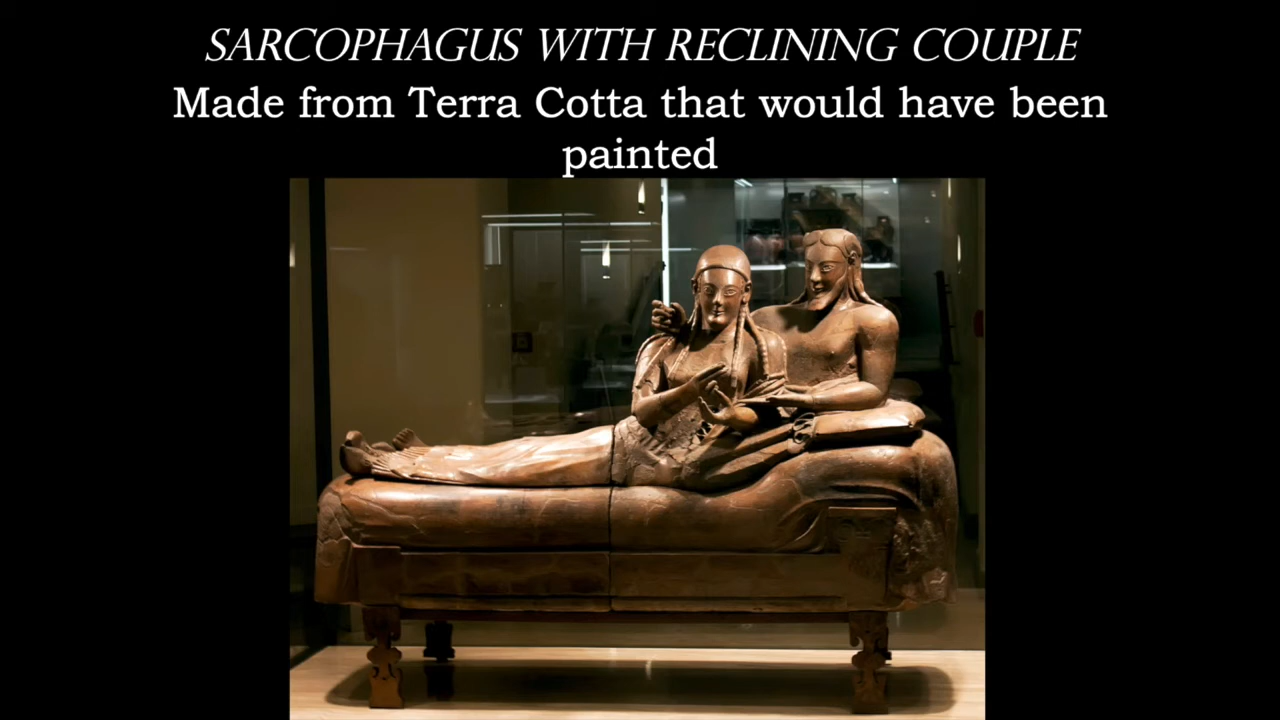 SARCOPHAGUS WITH RECLINING COUPLE
Made from Terra Cotta that would have been
painted